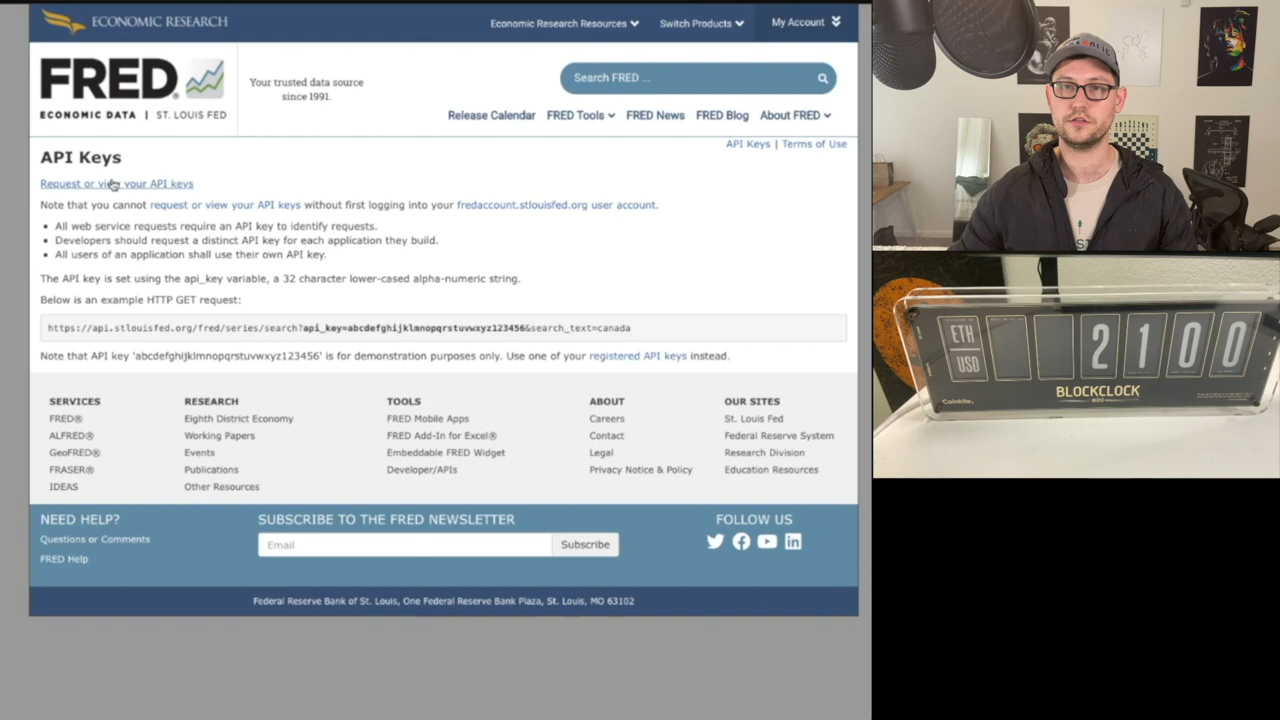 ECONOMIC RESEARCH
Economic Research Resources
Switch Products
My Account
FRED
ECONOMIC DATA | ST. LOUIS FED
Your trusted data source
since 1991.
Search FRED ...
Release Calendar
FRED Tools
FRED News
FRED Blog
About FRED
API Keys | Terms of Use
API Keys
Request or view your API keys
Note that you cannot request or view your API keys without first logging into your fredaccount.stlouisfed.org user account.
All web service requests require an API key to identify requests.
Developers should request a distinct API key for each application they build.
All users of an application shall use their own API key.
The API key is set using the api_key variable, a 32 character lower-cased alpha-numeric string.
Below is an example HTTP GET request:
https://api.stlouisfed.org/fred/series/search?api_key=abcdefghijklmnopqrstuvwxyz123456&search_text=canada
Note that API key 'abcdefghijklmnopqrstuvwxyz123456' is for demonstration purposes only. Use one of your registered API keys instead.
SERVICES
FRED®
ALFRED®
GeoFRED®
FRASER®
IDEAS
RESEARCH
Eighth District Economy
Working Papers
Events
Publications
Other Resources
TOOLS
FRED Mobile Apps
FRED Add-In for Excel®
Embeddable FRED Widget
Developer/APIs
ABOUT
Careers
Contact
Legal
Privacy Notice & Policy
OUR SITES
St. Louis Fed
Federal Reserve System
Research Division
Education Resources
NEED HELP?
Questions or Comments
FRED Help
SUBSCRIBE TO THE FRED NEWSLETTER
Email
Subscribe
FOLLOW US
Federal Reserve Bank of St. Louis, One Federal Reserve Bank Plaza, St. Louis, MO 63102
ETH
USD
2100
BLOCKCLOCK
mini
Coinkite.